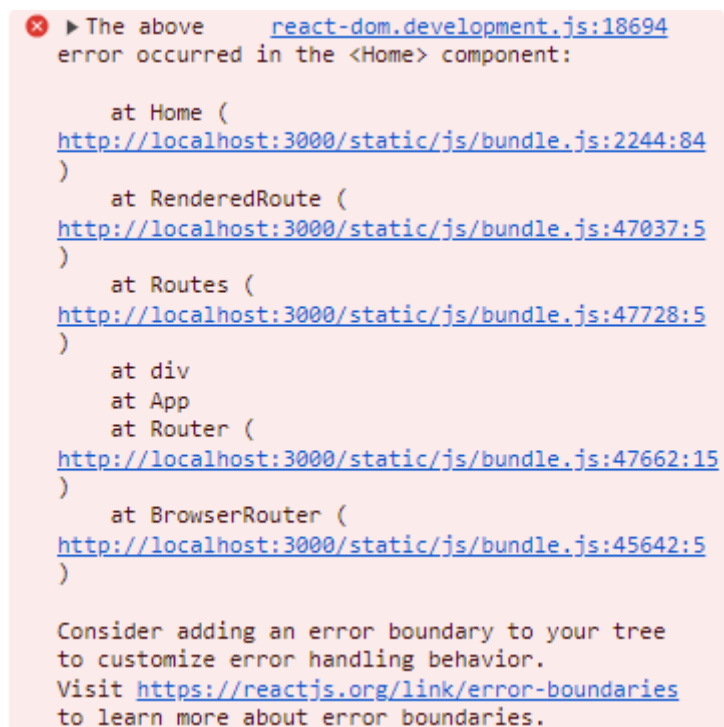 ▶ The above react-dom.development.js:18694
error occurred in the <Home> component:
at Home (
http://localhost:3000/static/js/bundle.js:2244:84
)
at RenderedRoute (
http://localhost:3000/static/js/bundle.js:47037:5
)
at Routes (
http://localhost:3000/static/js/bundle.js:47728:5
)
at div
at App
at Router (
http://localhost:3000/static/js/bundle.js:47662:15
)
at BrowserRouter (
http://localhost:3000/static/js/bundle.js:45642:5
)
Consider adding an error boundary to your tree
to customize error handling behavior.
Visit https://reactjs.org/link/error-boundaries
to learn more about error boundaries.